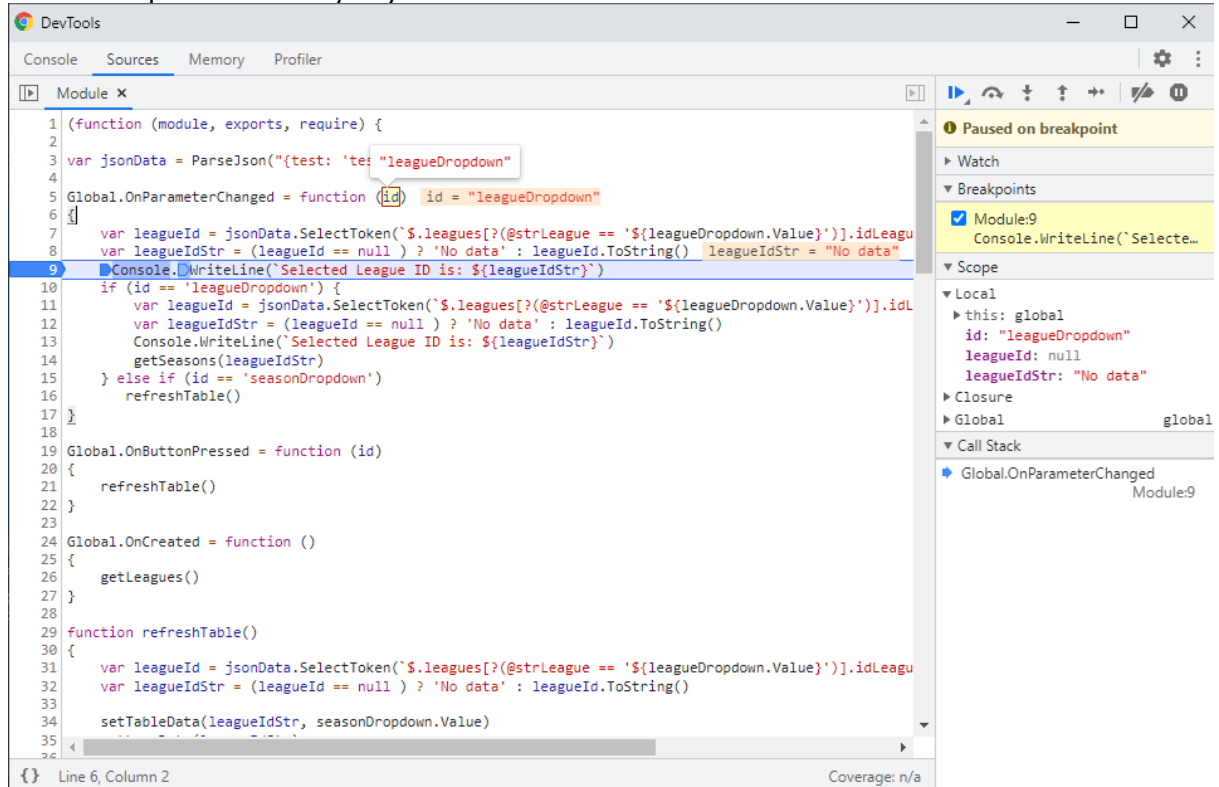 DevTools
Console Sources Memory Profiler
Module
Paused on breakpoint
1 (function (module, exports, require) {
2
3 var jsonData = ParseJson("{test: 'tes
"leagueDropdown"
4
5 Global.OnParameterChanged = function (id) id = "leagueDropdown"
6 {
7 var leagueId = jsonData.SelectToken(`$.leagues[?(@strLeague == '${leagueDropdown.Value}')].idLeagu
8 var leagueIdStr = (leagueId == null ) ? 'No data' : leagueId.ToString() leagueIdStr = "No data"
9 Console.WriteLine(`Selected League ID is: ${leagueIdStr}`)
10 if (id == 'leagueDropdown') {
11 var leagueId = jsonData.SelectToken(`$.leagues[?(@strLeague == '${leagueDropdown.Value}')].idL
12 var leagueIdStr = (leagueId == null ) ? 'No data' : leagueId.ToString()
13 Console.WriteLine(`Selected League ID is: ${leagueIdStr}`)
14 getSeasons(leagueIdStr)
15 } else if (id == 'seasonDropdown')
16 refreshTable()
17 }
18
19 Global.OnButtonPressed = function (id)
20 {
21 refreshTable()
22 }
23
24 Global.OnCreated = function ()
25 {
26 getLeagues()
27 }
28
29 function refreshTable()
30 {
31 var leagueId = jsonData.SelectToken(`$.leagues[?(@strLeague == '${leagueDropdown.Value}')].idLeagu
32 var leagueIdStr = (leagueId == null ) ? 'No data' : leagueId.ToString()
33
34 setTableData(leagueIdStr, seasonDropdown.Value)
35
Watch
Breakpoints
Module:9
Console.WriteLine(`Selecte…
Scope
Local
this: global
id: "leagueDropdown"
leagueId: null
leagueIdStr: "No data"
Closure
Global global
Call Stack
Global.OnParameterChanged
Module:9
{} Line 6, Column 2 Coverage: n/a